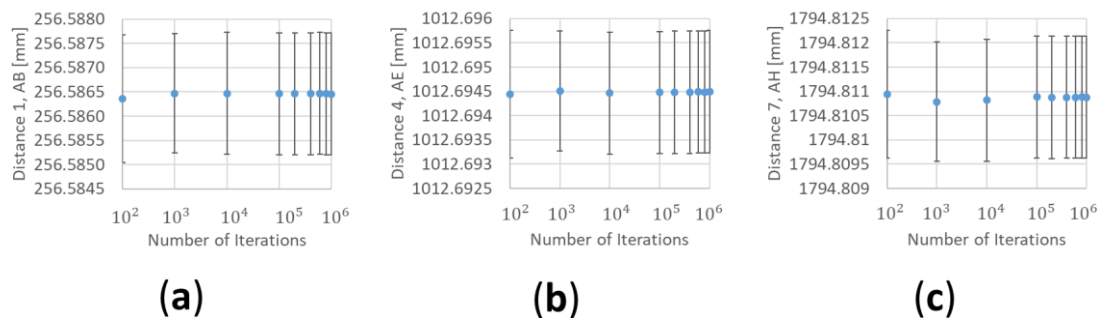 Distance 1, AB [mm]
256.5880
256.5875
256.5870
256.5865
256.5860
256.5855
256.5850
256.5845
10² 10³ 10⁴ 10⁵ 10⁶
Number of Iterations
(a)
Distance 4, AE [mm]
1012.696
1012.6955
1012.695
1012.6945
1012.694
1012.6935
1012.693
1012.6925
10² 10³ 10⁴ 10⁵ 10⁶
Number of Iterations
(b)
Distance 7, AH [mm]
1794.8125
1794.812
1794.8115
1794.811
1794.8105
1794.81
1794.8095
1794.809
10² 10³ 10⁴ 10⁵ 10⁶
Number of Iterations
(c)